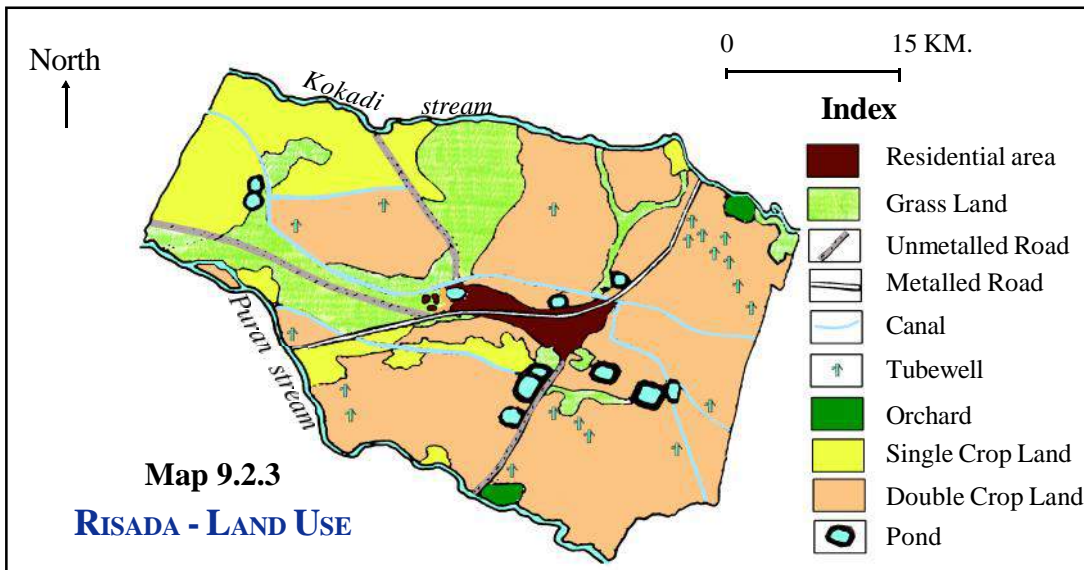 North
Kokadi stream
Puran stream
Map 9.2.3
RISADA - LAND USE
0 15 KM.
Index
Residential area
Grass Land
Unmetalled Road
Metalled Road
Canal
Tubewell
Orchard
Single Crop Land
Double Crop Land
Pond